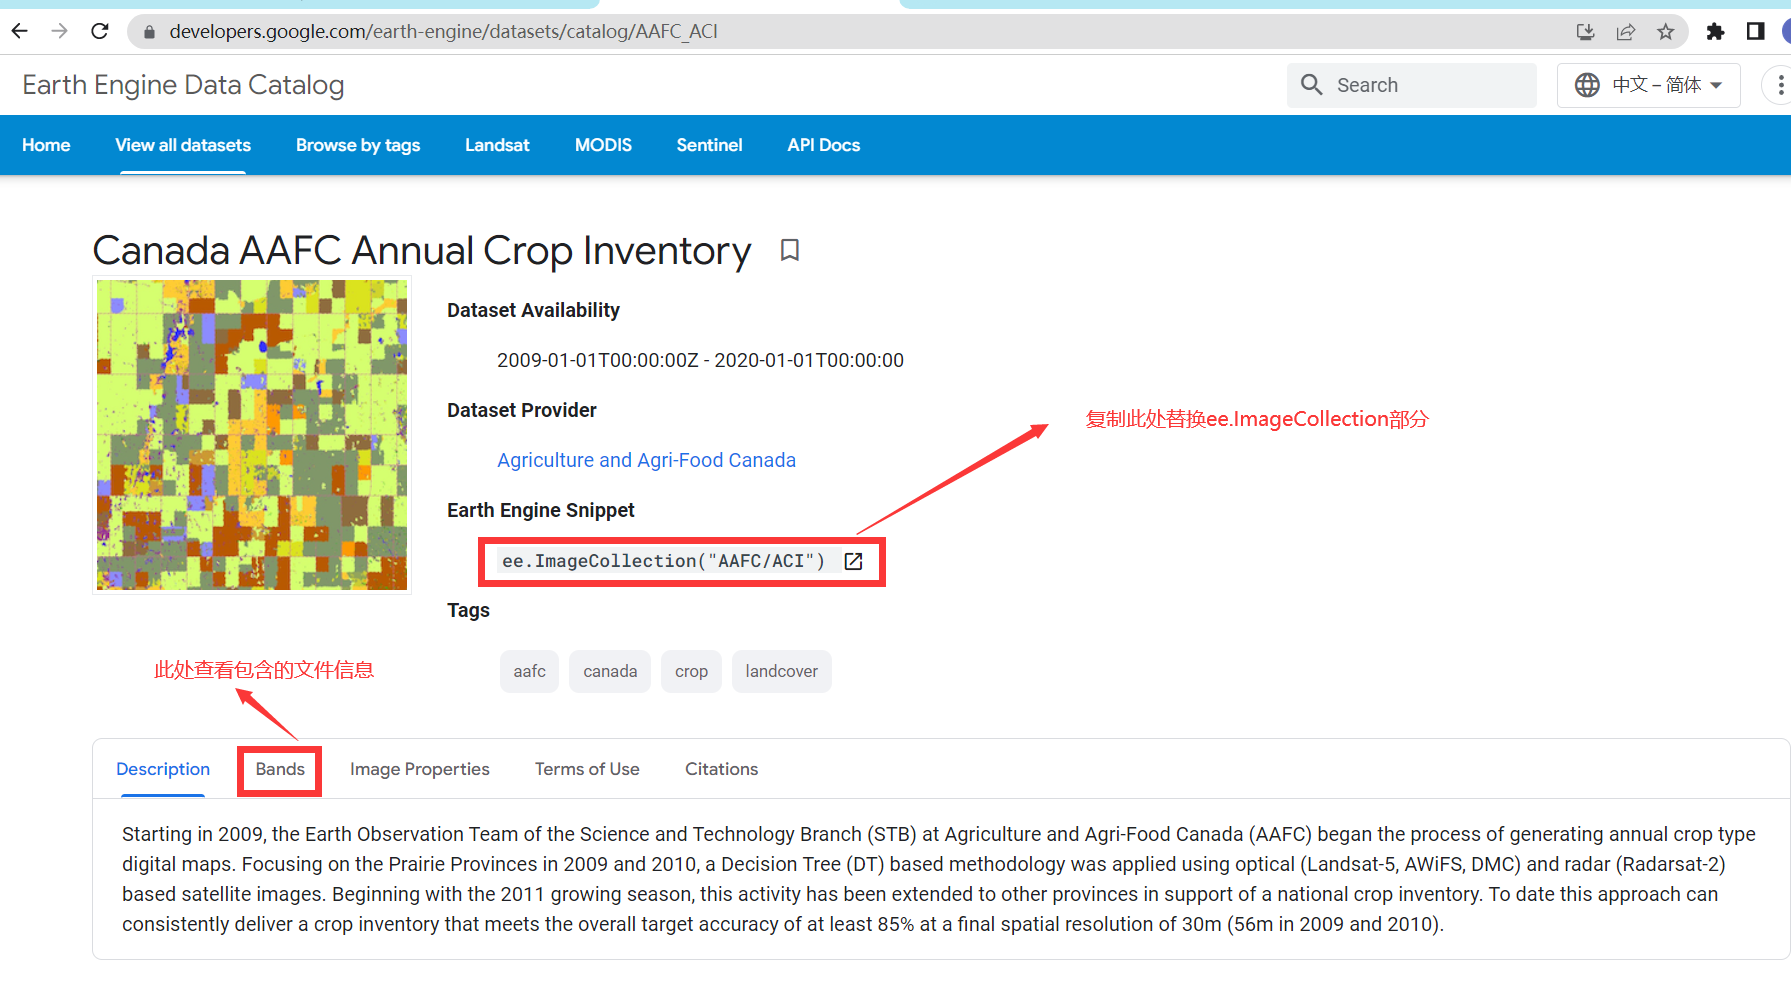 developers.google.com/earth-engine/datasets/catalog/AAFC_ACI
Earth Engine Data Catalog
Search
中文 – 简体
Home View all datasets Browse by tags Landsat MODIS Sentinel API Docs
Canada AAFC Annual Crop Inventory
Dataset Availability
2009-01-01T00:00:00Z - 2020-01-01T00:00:00
Dataset Provider
复制此处替换ee.ImageCollection部分
Agriculture and Agri-Food Canada
Earth Engine Snippet
ee.ImageCollection("AAFC/ACI")
Tags
此处查看包含的文件信息
aafc canada crop landcover
Description Bands Image Properties Terms of Use Citations
Starting in 2009, the Earth Observation Team of the Science and Technology Branch (STB) at Agriculture and Agri-Food Canada (AAFC) began the process of generating annual crop type
digital maps. Focusing on the Prairie Provinces in 2009 and 2010, a Decision Tree (DT) based methodology was applied using optical (Landsat-5, AWiFS, DMC) and radar (Radarsat-2)
based satellite images. Beginning with the 2011 growing season, this activity has been extended to other provinces in support of a national crop inventory. To date this approach can
consistently deliver a crop inventory that meets the overall target accuracy of at least 85% at a final spatial resolution of 30m (56m in 2009 and 2010).